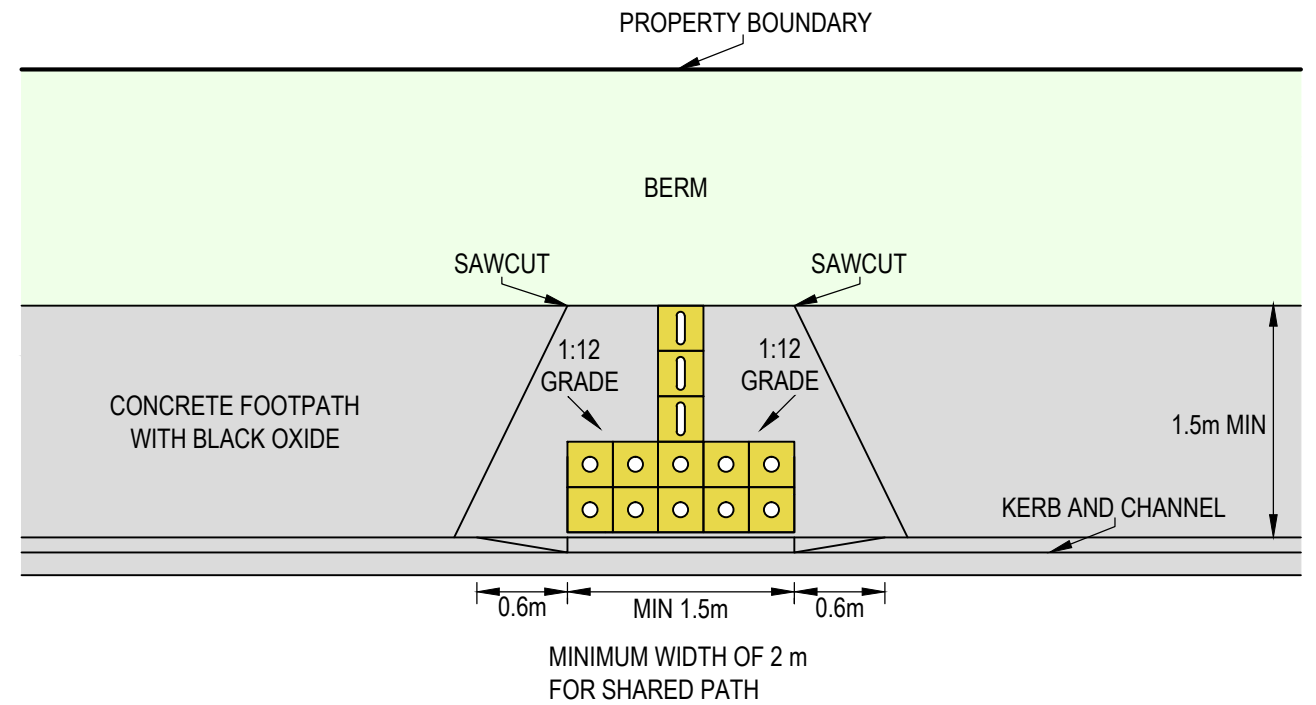 PROPERTY BOUNDARY
BERM
SAWCUT
SAWCUT
1:12
GRADE
1:12
GRADE
CONCRETE FOOTPATH
WITH BLACK OXIDE
1.5m MIN
KERB AND CHANNEL
0.6m
MIN 1.5m
0.6m
MINIMUM WIDTH OF 2 m
FOR SHARED PATH